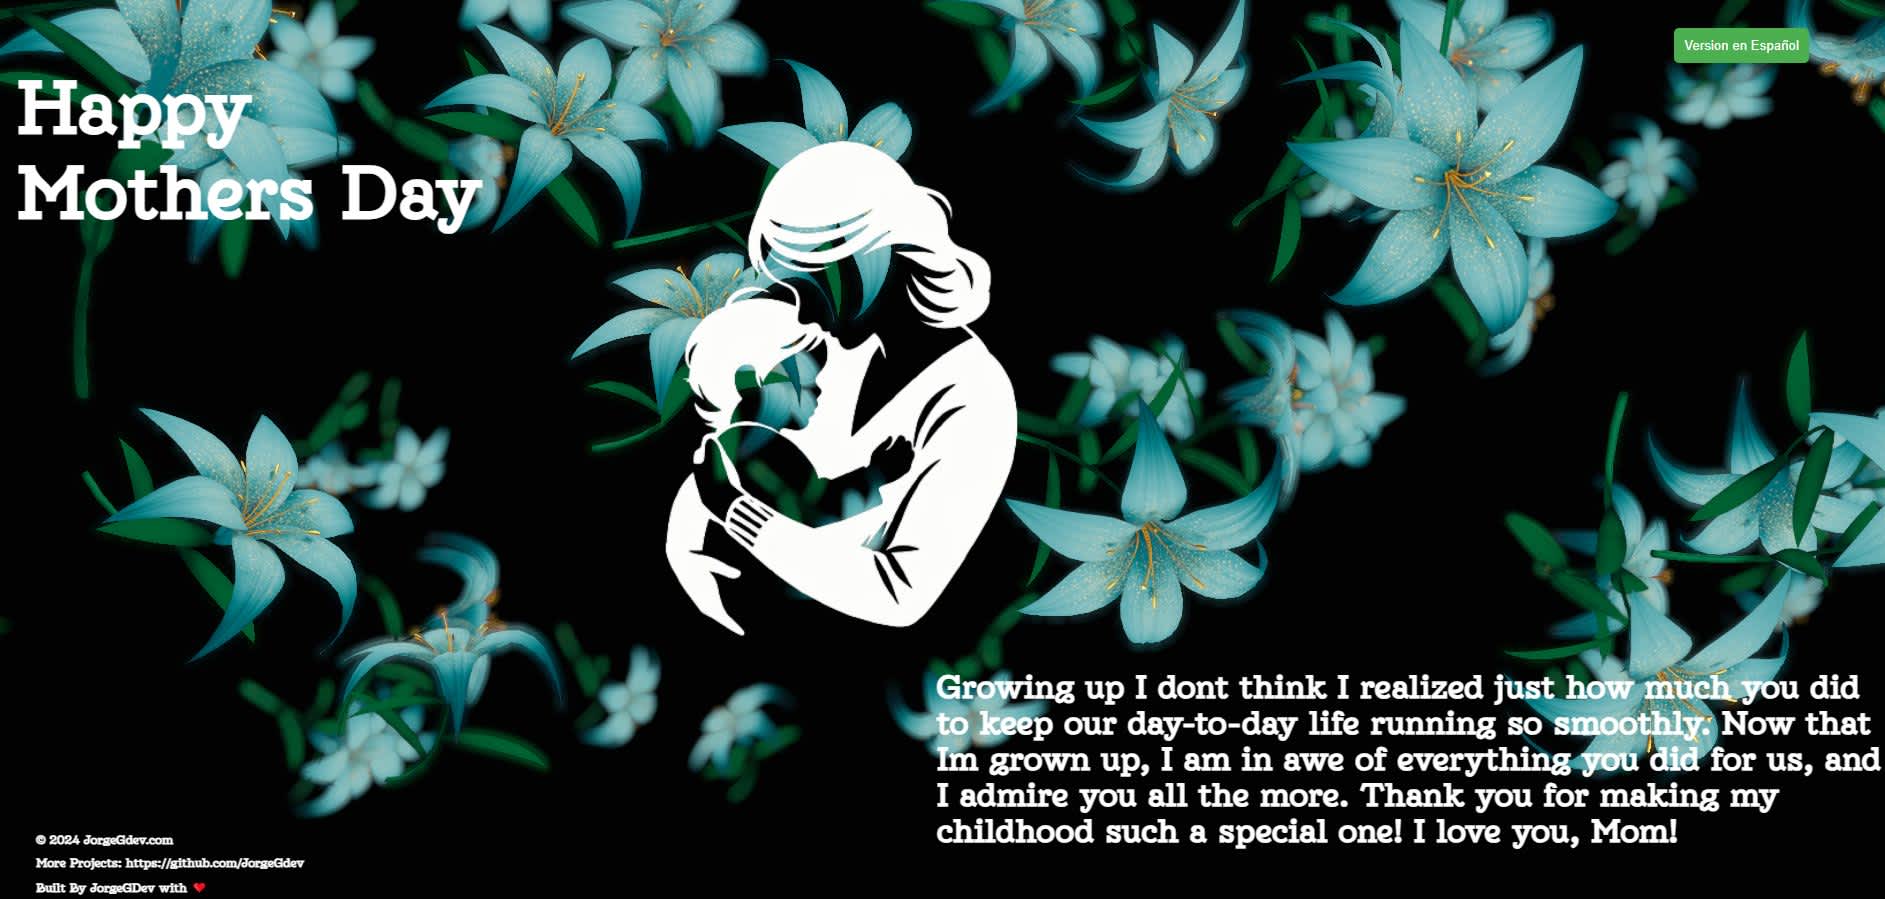 Version en Español
Happy
Mothers Day
Growing up I dont think I realized just how much you did
to keep our day-to-day life running so smoothly. Now that
Im grown up, I am in awe of everything you did for us, and
I admire you all the more. Thank you for making my
childhood such a special one! I love you, Mom!
© 2024 JorgeGdev.com
More Projects: https://github.com/JorgeGdev
Built By JorgeGDev with ❤